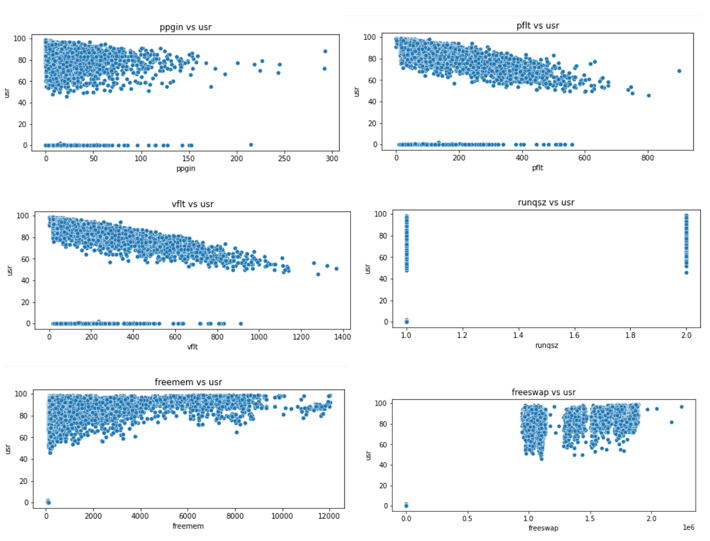 ppgin vs usr
100
80
60
40
20
0
usr
0 50 100 150 200 250 300
ppgin
pflt vs usr
100
80
60
40
20
0
usr
0 200 400 600 800
pflt
vflt vs usr
100
80
60
40
20
0
usr
0 200 400 600 800 1000 1200 1400
vflt
runqsz vs usr
100
80
60
40
20
0
usr
1.0 1.2 1.4 1.6 1.8 2.0
runqsz
freemem vs usr
100
80
60
40
20
0
usr
0 2000 4000 6000 8000 10000 12000
freemem
freeswap vs usr
100
80
60
40
20
0
usr
0.0 0.5 1.0 1.5 2.0
1e6
freeswap